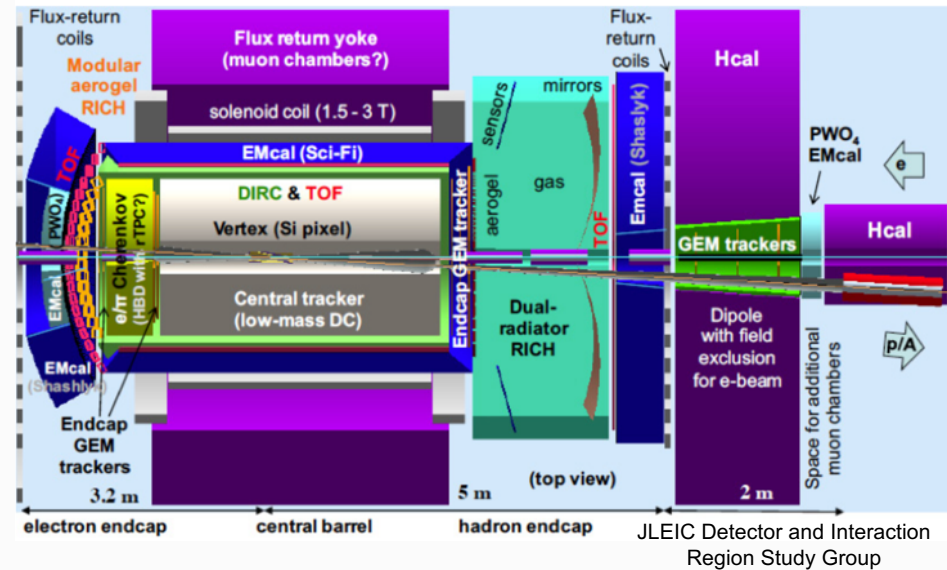 Flux-return
coils
Modular
aerogel
RICH
TOF
(PWO₄)
EMcal
EMcal
(Shashlyk)
Endcap
GEM
trackers
e/π Cherenkov
(HBD with rTPC?)
Flux return yoke
(muon chambers?)
solenoid coil (1.5 - 3 T)
EMcal (Sci-Fi)
DIRC & TOF
Vertex (Si pixel)
Central tracker
(low-mass DC)
Endcap GEM tracker
sensors
mirrors
aerogel
gas
TOF
Dual-
radiator
RICH
Flux-
return
coils
Emcal (Shaslyk)
Hcal
GEM trackers
Dipole
with field
exclusion
for e-beam
PWO₄
EMcal
e
Hcal
p/A
Space for additional
muon chambers
(top view)
3.2 m
5 m
2 m
electron endcap
central barrel
hadron endcap
JLEIC Detector and Interaction
Region Study Group